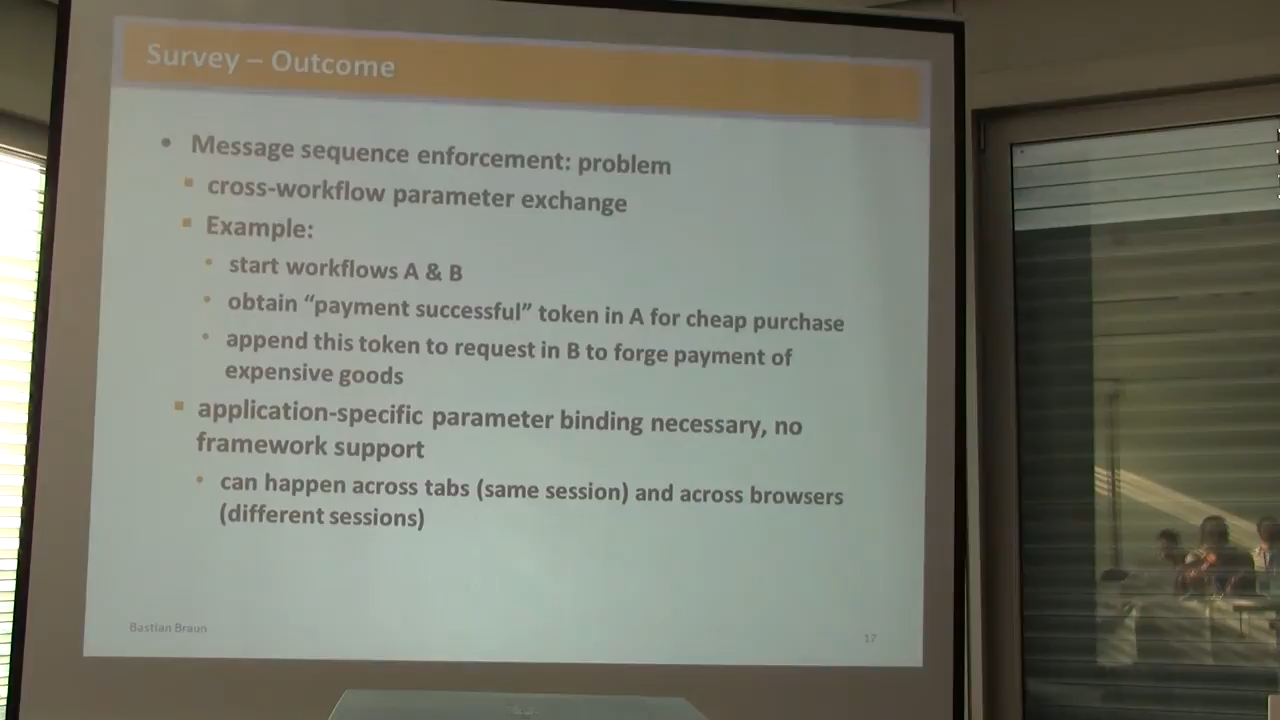 Survey – Outcome
• Message sequence enforcement: problem
▪ cross-workflow parameter exchange
▪ Example:
• start workflows A & B
• obtain “payment successful” token in A for cheap purchase
• append this token to request in B to forge payment of
expensive goods
▪ application-specific parameter binding necessary, no
framework support
• can happen across tabs (same session) and across browsers
(different sessions)
Bastian Braun
17